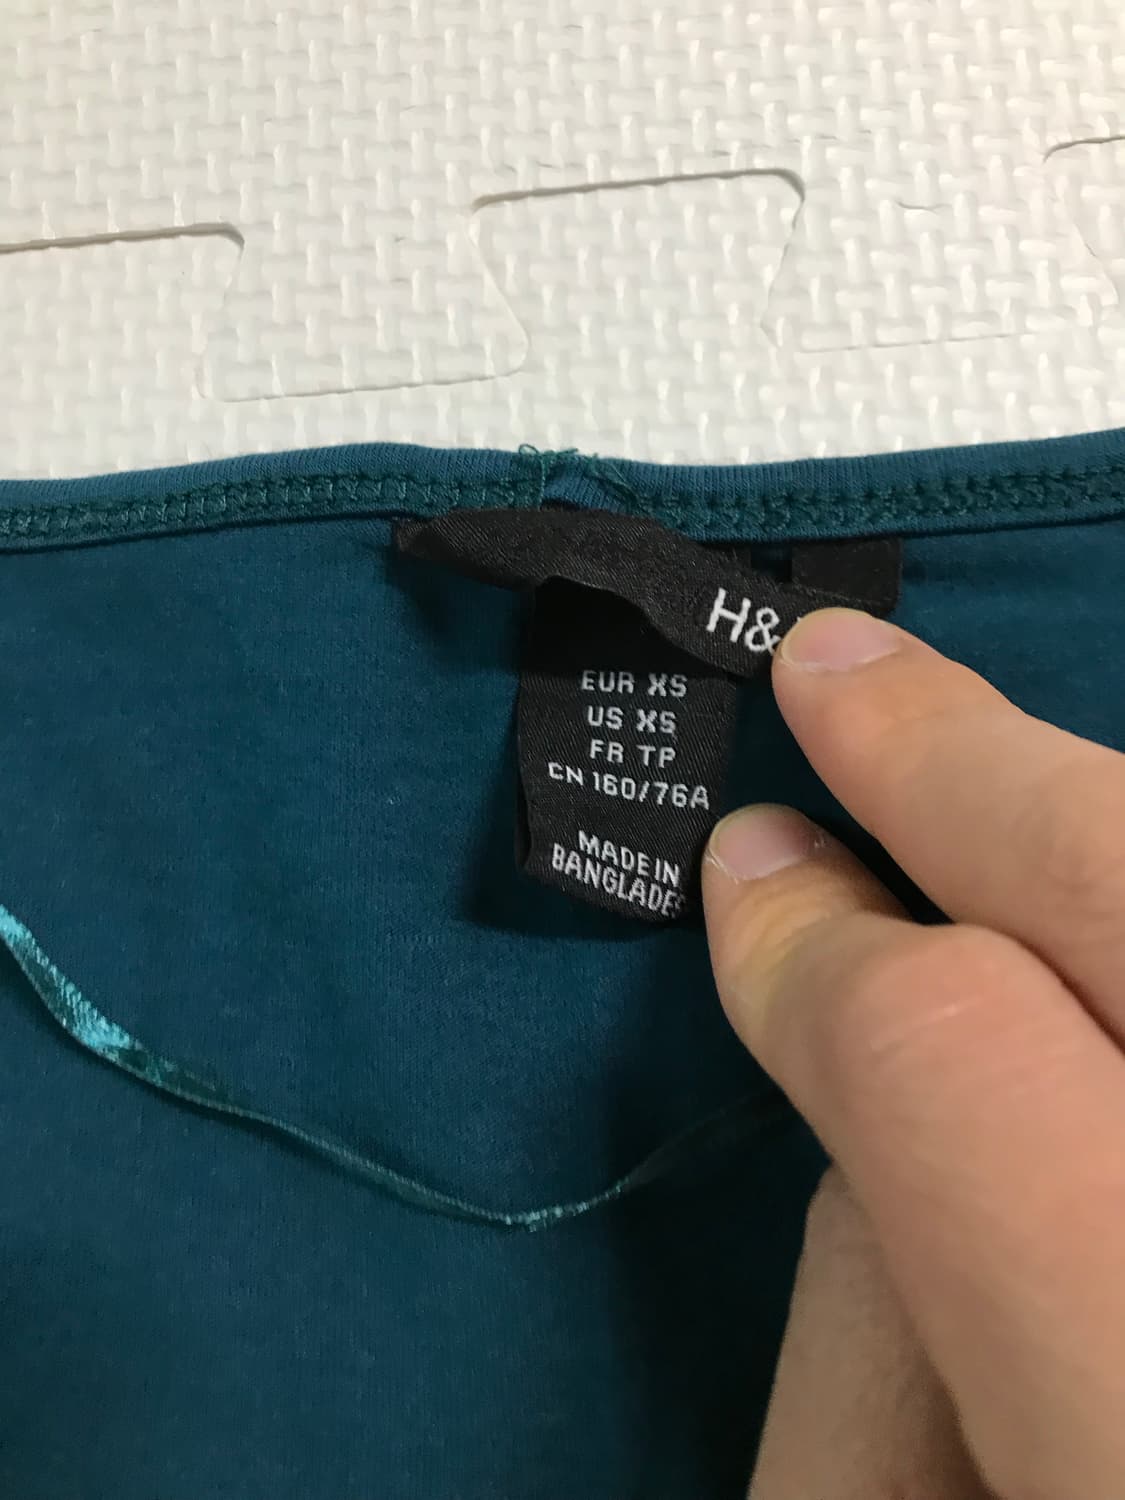 H&
EUR XS
US XS
FR TP
CN 160/76A
MADE IN
BANGLADES